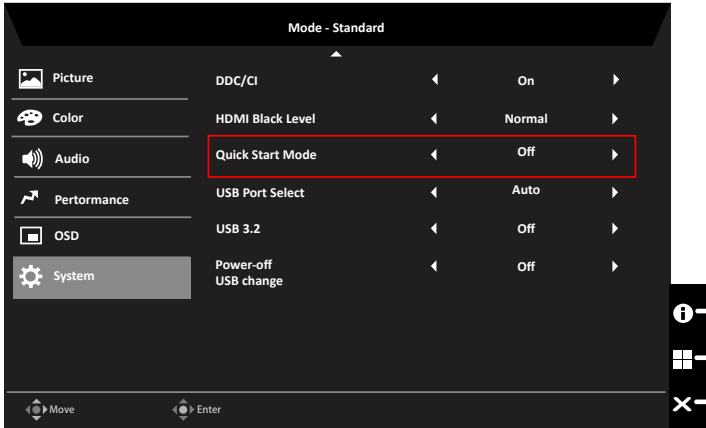 Mode - Standard
Picture
Color
Audio
Pertormance
OSD
System
DDC/CI On
HDMI Black Level Normal
Quick Start Mode Off
USB Port Select Auto
USB 3.2 Off
Power-off
USB change Off
Move Enter